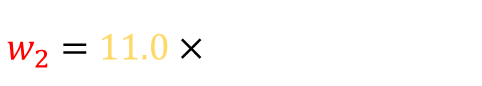 w₂ = 11.0 ×